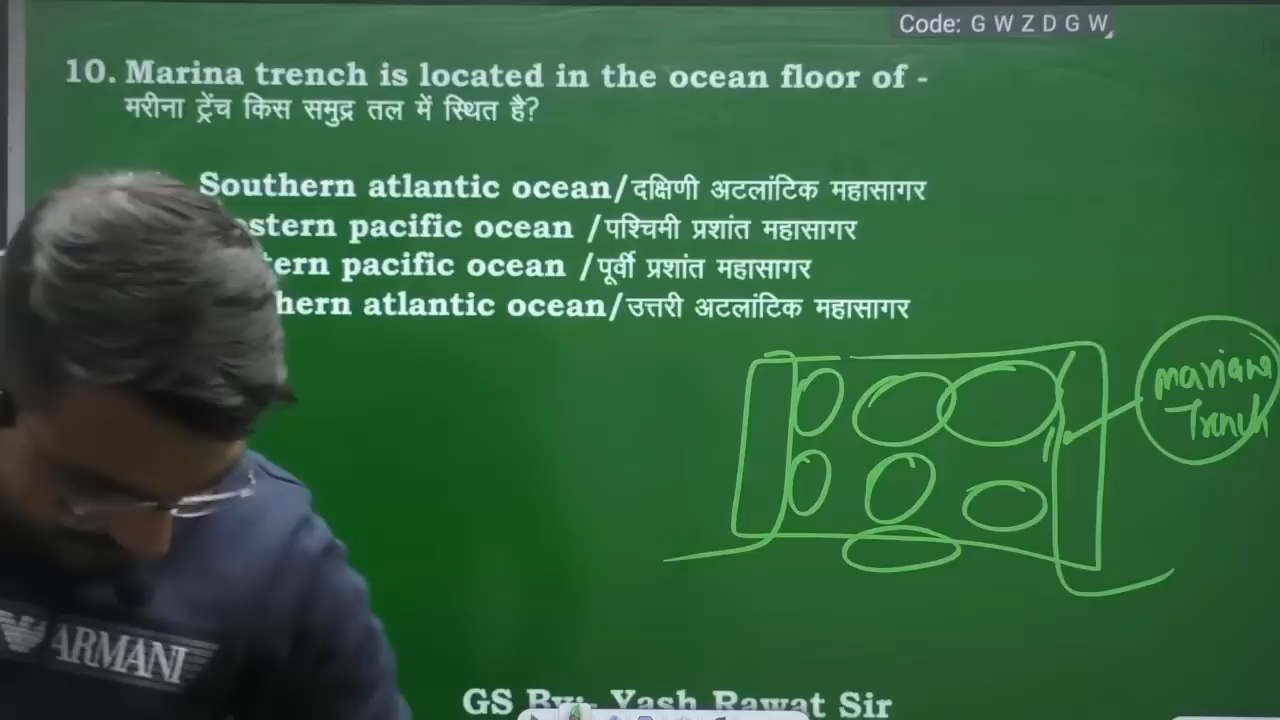 Code: G W Z D G W
10. Marina trench is located in the ocean floor of -
मरीना ट्रेंच किस समुद्र तल में स्थित है?
Southern atlantic ocean/दक्षिणी अटलांटिक महासागर
stern pacific ocean /पश्चिमी प्रशांत महासागर
tern pacific ocean /पूर्वी प्रशांत महासागर
hern atlantic ocean/उत्तरी अटलांटिक महासागर
mariana
Trench
ARMANI
GS By:- Yash Rawat Sir